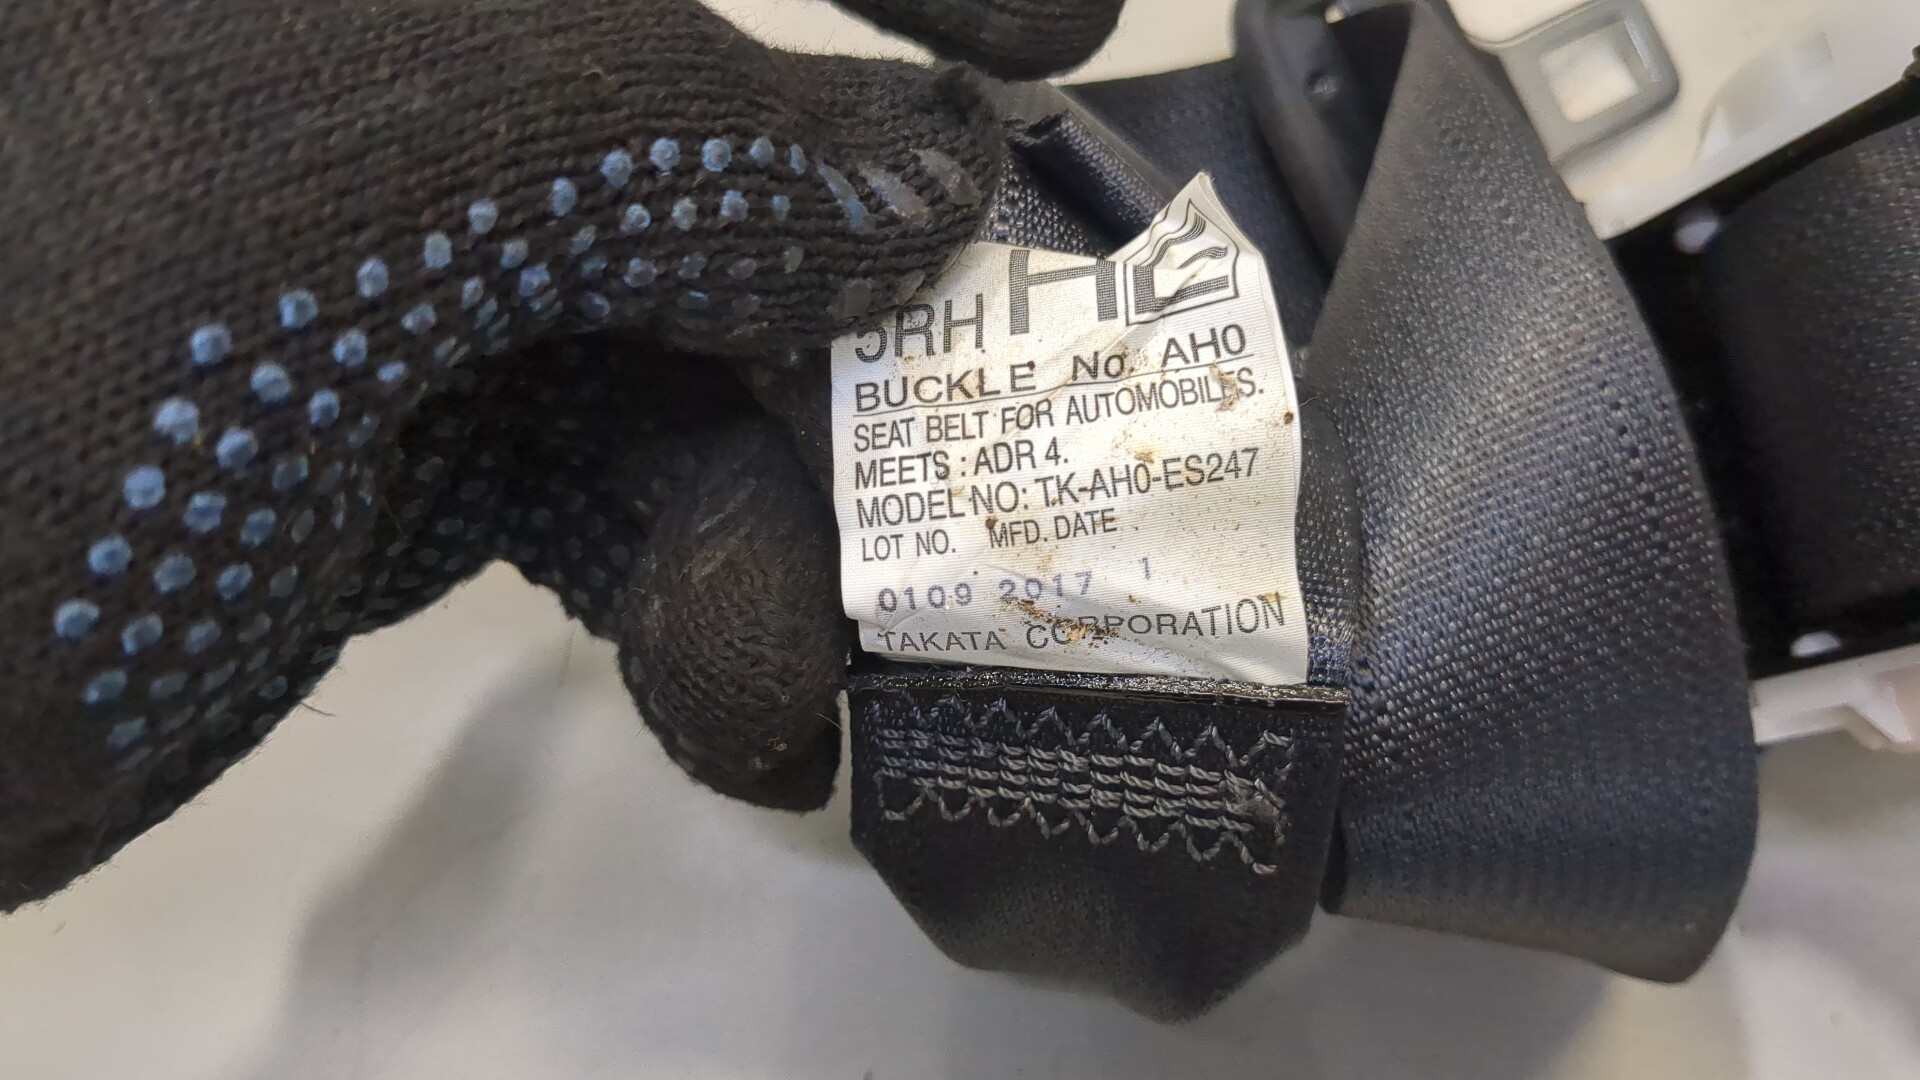 5RH
BUCKLE No. AH0
SEAT BELT FOR AUTOMOBILES.
MEETS : ADR 4.
MODEL NO: TK-AH0-ES247
LOT NO. MFD. DATE
0109 2017 1
TAKATA CORPORATION